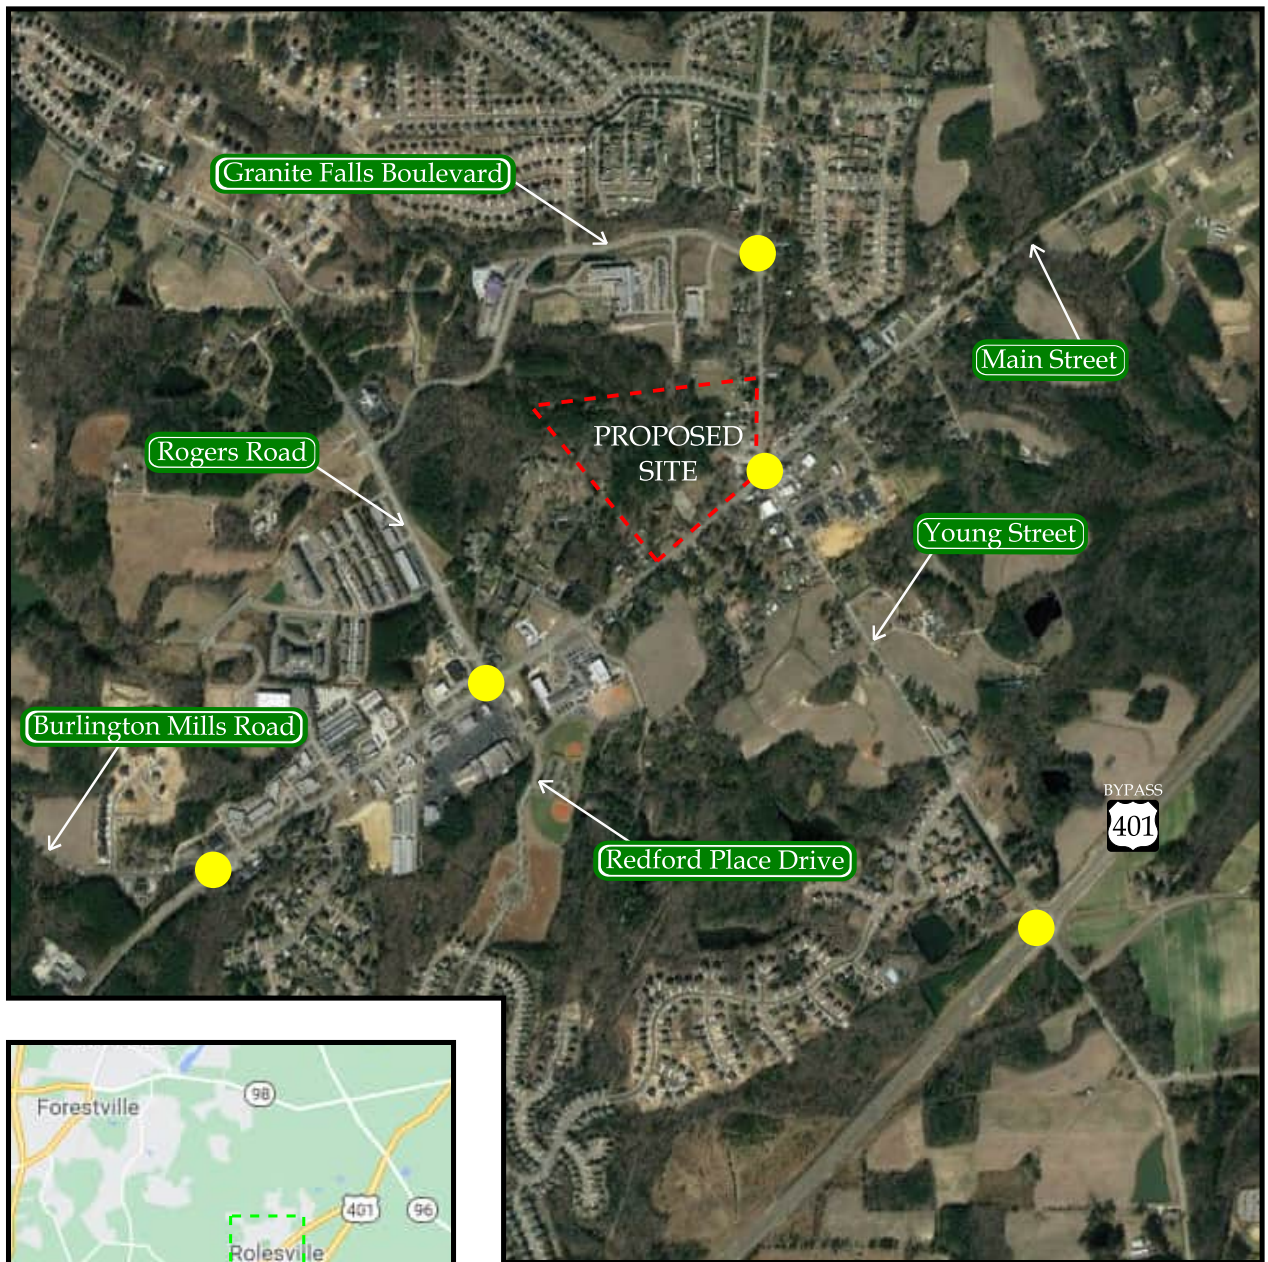 Granite Falls Boulevard
Main Street
PROPOSED
SITE
Rogers Road
Young Street
Burlington Mills Road
BYPASS
401
Redford Place Drive
98
Forestville
401
96
Rolesville